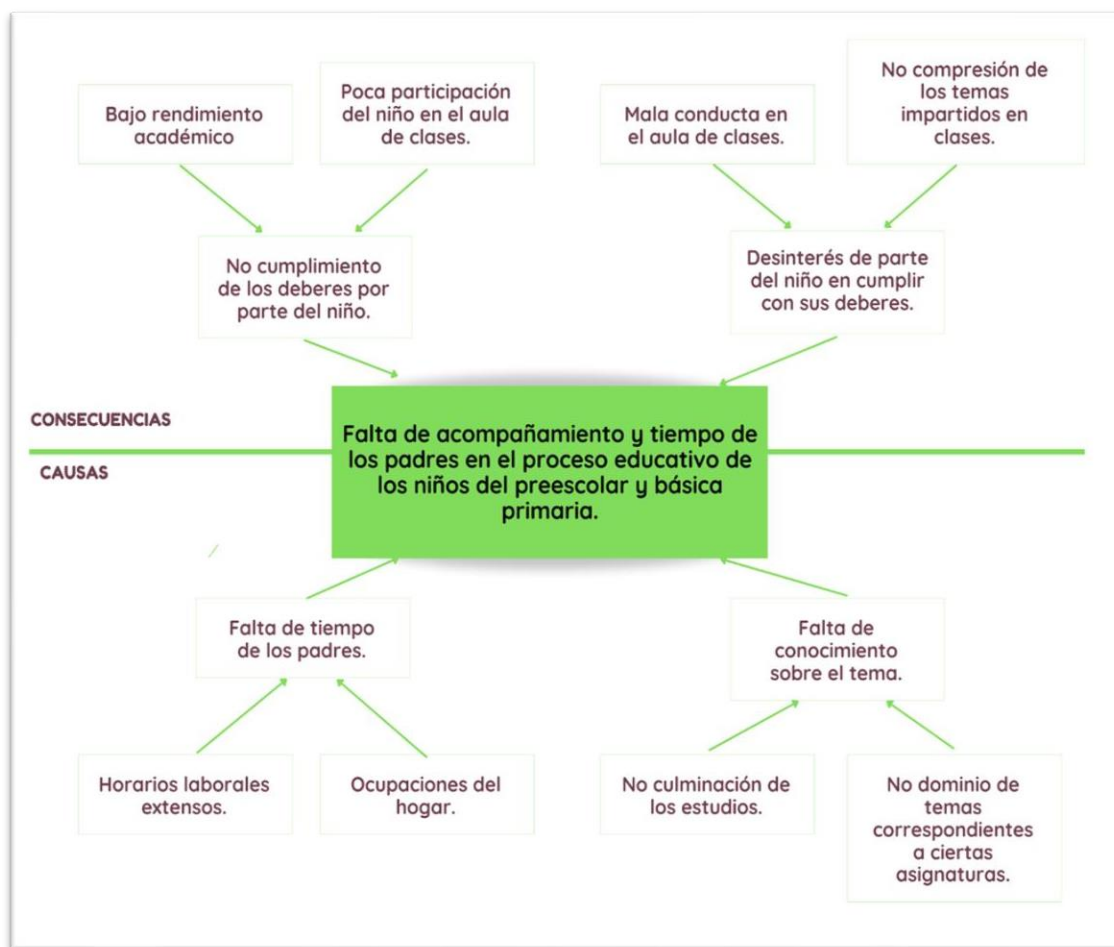 Bajo rendimiento
académico
Poca participación
del niño en el aula
de clases.
Mala conducta en
el aula de clases.
No compresión de
los temas
impartidos en
clases.
No cumplimiento
de los deberes por
parte del niño.
Desinterés de parte
del niño en cumplir
con sus deberes.
CONSECUENCIAS
Falta de acompañamiento y tiempo de
los padres en el proceso educativo de
los niños del preescolar y básica
primaria.
CAUSAS
Falta de tiempo
de los padres.
Falta de
conocimiento
sobre el tema.
Horarios laborales
extensos.
Ocupaciones del
hogar.
No culminación de
los estudios.
No dominio de
temas
correspondientes
a ciertas
asignaturas.